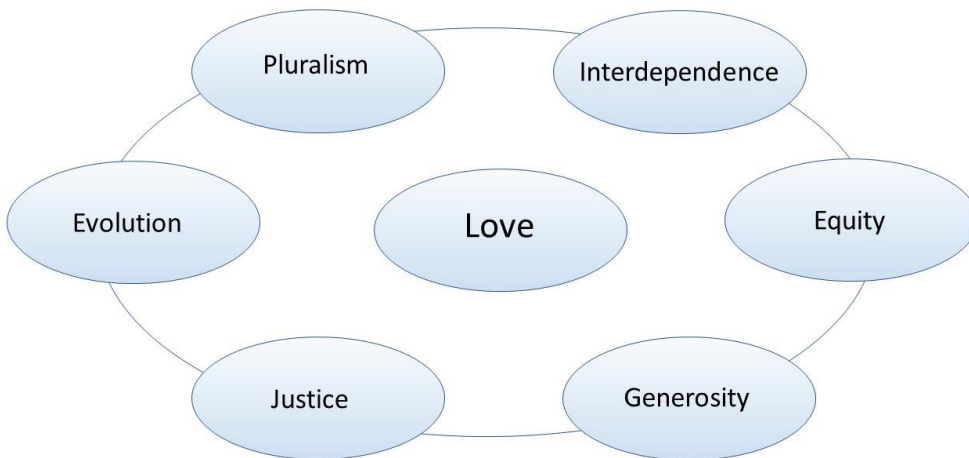 Pluralism
Interdependence
Evolution
Love
Equity
Justice
Generosity